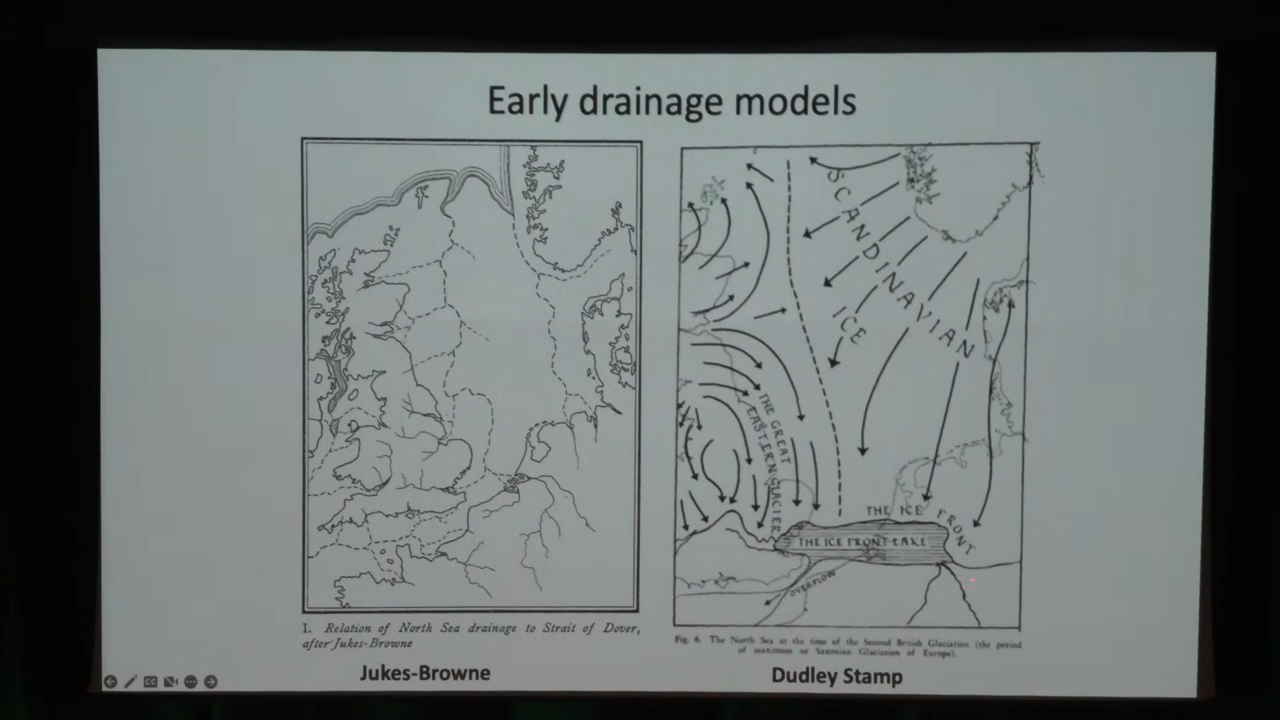 Early drainage models
SCANDINAVIAN
ICE
THE GREAT
EASTERN GLACIER
THE ICE FRONT
THE ICE FRONT LAKE
OVERFLOW
I. Relation of North Sea drainage to Strait of Dover,
after Jukes-Browne
Fig. 6. The North Sea at the time of the Second British Glaciation (the period
of maximum or Saxonian Glaciation of Europe).
Jukes-Browne
Dudley Stamp